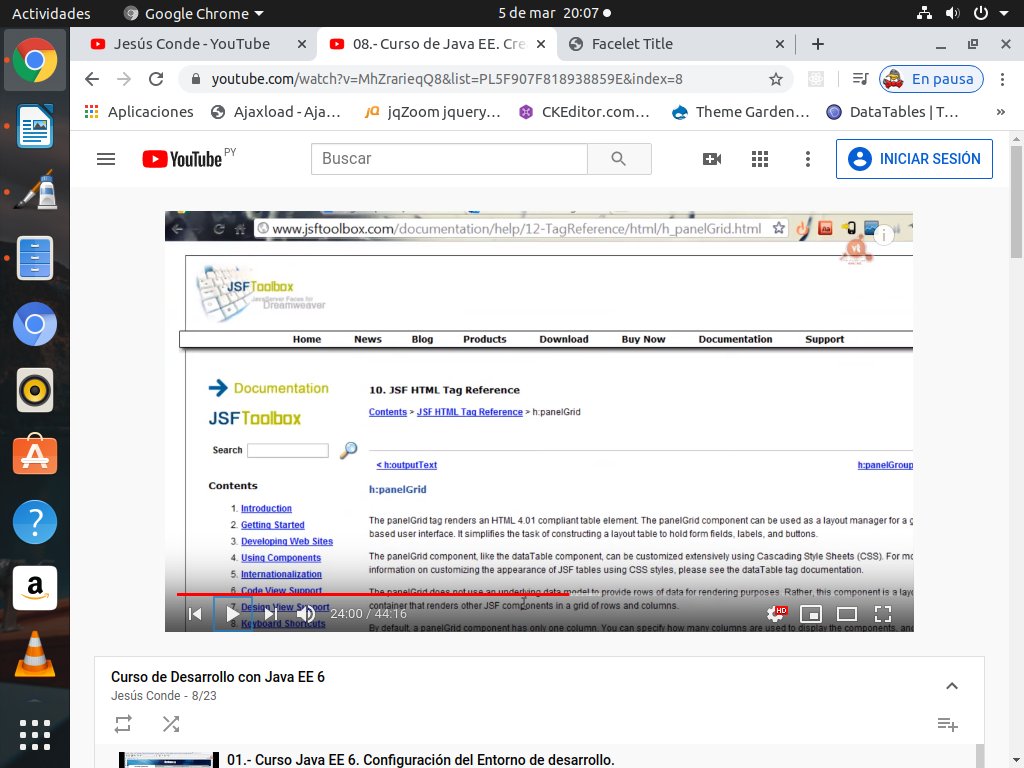 Actividades
Google Chrome
5 de mar 20:07
Jesús Conde - YouTube
08.- Curso de Java EE. Cre
Facelet Title
youtube.com/watch?v=MhZrarieqQ8&list=PL5F907F818938859E&index=8
En pausa
Aplicaciones
Ajaxload - Aja...
jqZoom jquery...
CKEditor.com...
Theme Garden...
DataTables | T...
»
YouTube PY
Buscar
INICIAR SESIÓN
www.jsftoolbox.com/documentation/help/12-TagReference/html/h_panelGrid.html
JSFToolbox
JavaServer Faces for
Dreamweaver
Home News Blog Products Download Buy Now Documentation Support
Documentation
JSFToolbox
Search
Contents
1. Introduction
2. Getting Started
3. Developing Web Sites
4. Using Components
5. Internationalization
6. Code View Support
7. Design View Support
8. Keyboard Shortcuts
10. JSF HTML Tag Reference
Contents > JSF HTML Tag Reference > h:panelGrid
< h:outputText
h:panelGroup
h:panelGrid
The panelGrid tag renders an HTML 4.01 compliant table element. The panelGrid component can be used as a layout manager for a g
based user interface. It simplifies the task of constructing a layout table to hold form fields, labels, and buttons.
The panelGrid component, like the dataTable component, can be customized extensively using Cascading Style Sheets (CSS). For mo
information on customizing the appearance of JSF tables using CSS styles, please see the dataTable tag documentation.
The panelGrid does not use an underlying data model to provide rows of data for rendering purposes. Rather, this component is a lay
container that renders other JSF components in a grid of rows and columns.
By default, a panelGrid component has only one column. You can specify how many columns are used to display the components, and
24:00 / 44:16
HD
Curso de Desarrollo con Java EE 6
Jesús Conde - 8/23
01.- Curso Java EE 6. Configuración del Entorno de desarrollo.